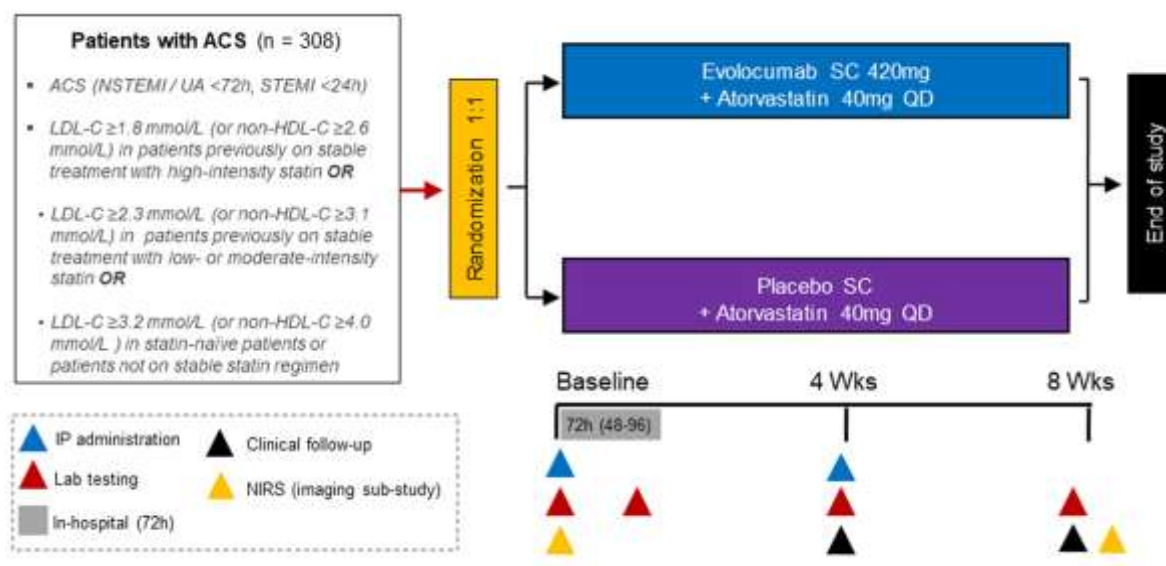 Patients with ACS (n = 308)
▪ ACS (NSTEMI / UA <72h, STEMI <24h)
▪ LDL-C ≥1.8 mmol/L (or non-HDL-C ≥2.6
mmol/L) in patients previously on stable
treatment with high-intensity statin OR
• LDL-C ≥2.3 mmol/L (or non-HDL-C ≥3.1
mmol/L) in patients previously on stable
treatment with low- or moderate-intensity
statin OR
• LDL-C ≥3.2 mmol/L (or non-HDL-C ≥4.0
mmol/L ) in statin-naïve patients or
patients not on stable statin regimen
Randomization 1:1
Evolocumab SC 420mg
+ Atorvastatin 40mg QD
Placebo SC
+ Atorvastatin 40mg QD
End of study
Baseline
4 Wks
8 Wks
72h (48-96)
IP administration
Clinical follow-up
Lab testing
NIRS (imaging sub-study)
In-hospital (72h)